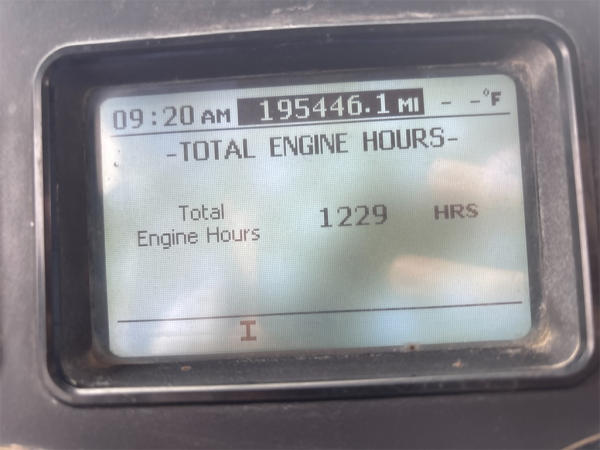 09:20 AM 195446.1 MI - -°F
-TOTAL ENGINE HOURS-
Total
Engine Hours 1229 HRS
I